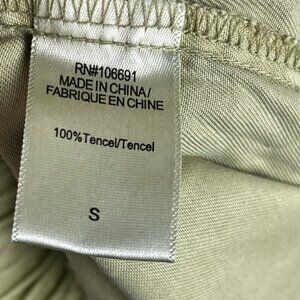 RN#106691
MADE IN CHINA/
FABRIQUE EN CHINE
100%Tencel/Tencel
S